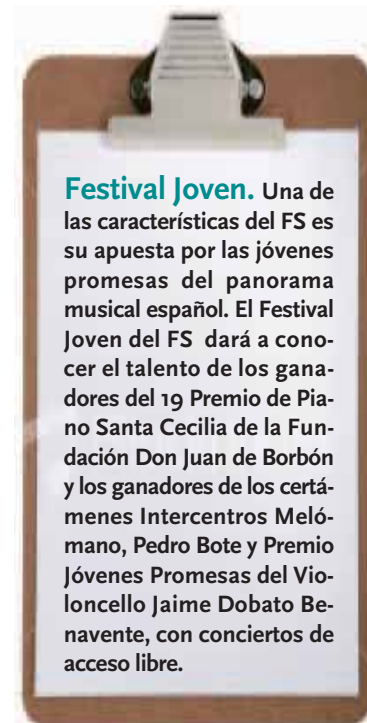 Festival Joven. Una de
las características del FS es
su apuesta por las jóvenes
promesas del panorama
musical español. El Festival
Joven del FS dará a cono-
cer el talento de los gana-
dores del 19 Premio de Pia-
no Santa Cecilia de la Fun-
dación Don Juan de Borbón
y los ganadores de los certá-
menes Intercentros Meló-
mano, Pedro Bote y Premio
Jóvenes Promesas del Vio-
loncello Jaime Dobato Be-
navente, con conciertos de
acceso libre.